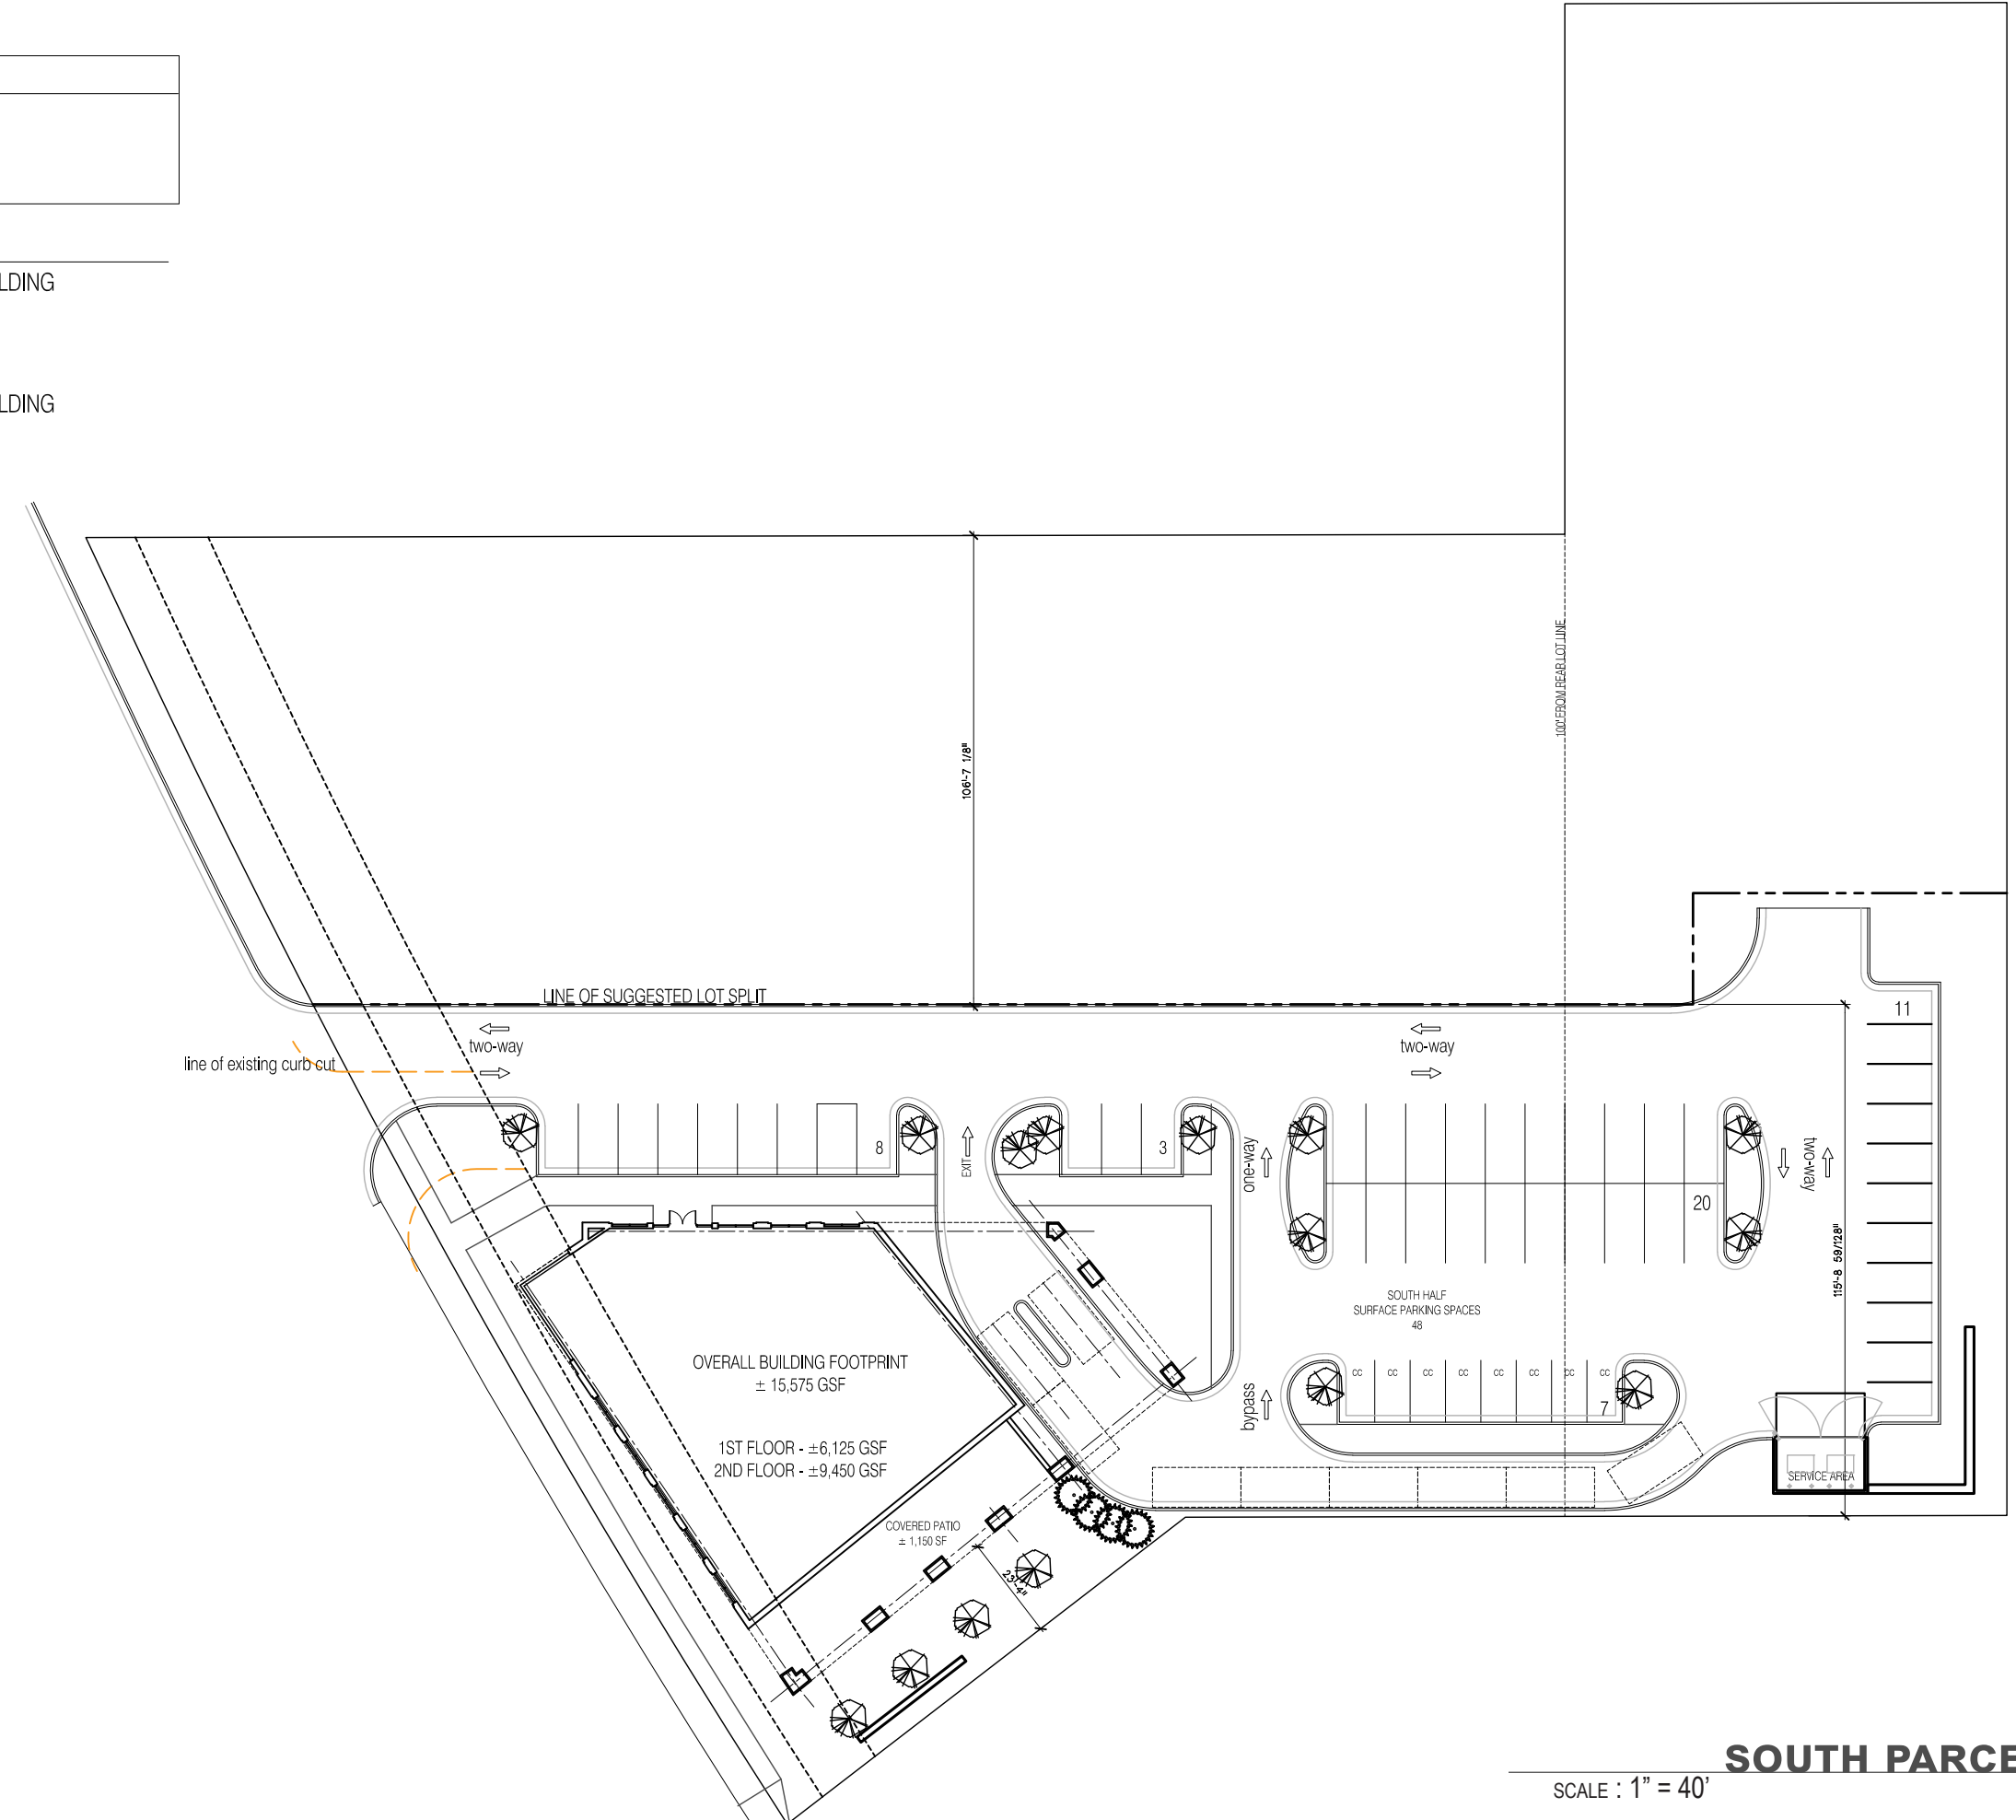 LDING
LDING
100' FROM REAR LOT LINE
106'-7 1/8"
LINE OF SUGGESTED LOT SPLIT
11
two-way
two-way
line of existing curb cut
8
EXIT
3
one-way
two-way
20
115'-8 59/128"
SOUTH HALF
SURFACE PARKING SPACES
48
OVERALL BUILDING FOOTPRINT
± 15,575 GSF
CC CC CC CC CC CC CC CC
7
bypass
1ST FLOOR - ±6,125 GSF
2ND FLOOR - ±9,450 GSF
SERVICE AREA
COVERED PATIO
± 1,150 SF
23'-4"
SOUTH PARCE
SCALE : 1” = 40’